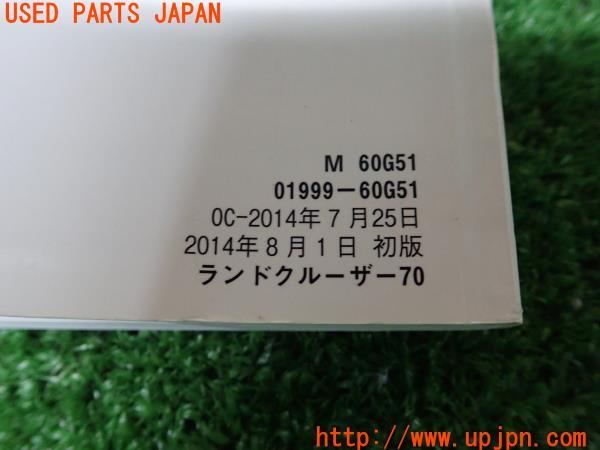 USED PARTS JAPAN
M 60G51
01999-60G51
OC-2014年7月25日
2014年8月1日 初版
ランドクルーザー70
http://www.upjpn.com/